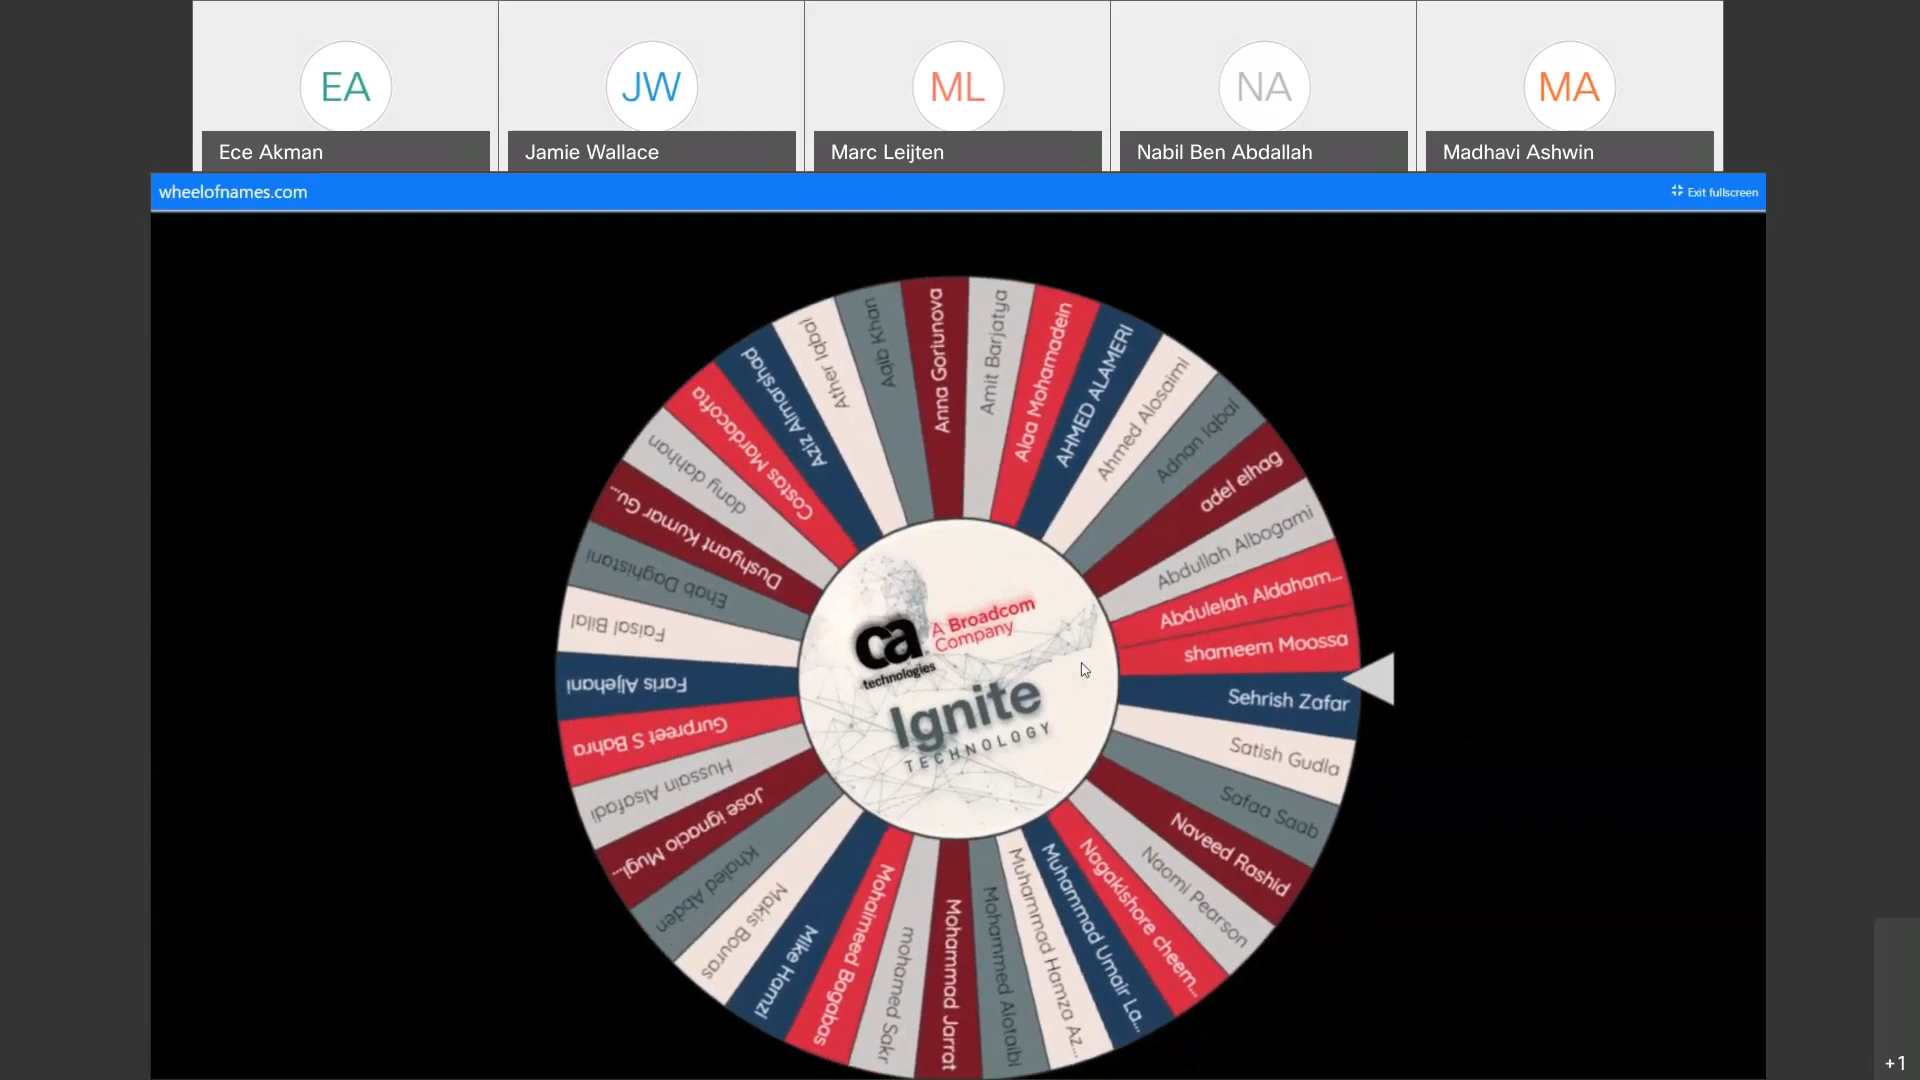 EA
JW
ML
NA
MA
Ece Akman
Jamie Wallace
Marc Leijten
Nabil Ben Abdallah
Madhavi Ashwin
wheelofnames.com
Exit fullscreen
Anna Goriunova
Amit Barjatya
Alaa Mohamadein
AHMED ALAMERI
Ahmed Alosaimi
Adnan Iqbal
adel elhag
Abdullah Albogami
Abdulelah Aldaham...
shameem Moossa
Sehrish Zafar
Satish Gudla
Safaa Saab
Naveed Rashid
Naomi Pearson
Nagakishore cheem...
Muhammad Umair La...
Muhammad Hamza Az...
Mohammed Alotaibi
Mohammad Jarrat
mohamed Sakr
Mohaimeed Bagabas
Mike Hamzi
Makis Bouras
Khaled Abden
Jose ignacio Mugi...
Hussain Alsafadi
Gurpreet S Bahra
Faris Aljehani
Faisal Bilal
Ehab Daghistani
Dushyant Kumar Gu...
dany dahhan
Costas Mardacofta
Aziz Almarshad
Ather Iqbal
Aqib Khan
ca
technologies
A Broadcom
Company
Ignite
TECHNOLOGY
+1